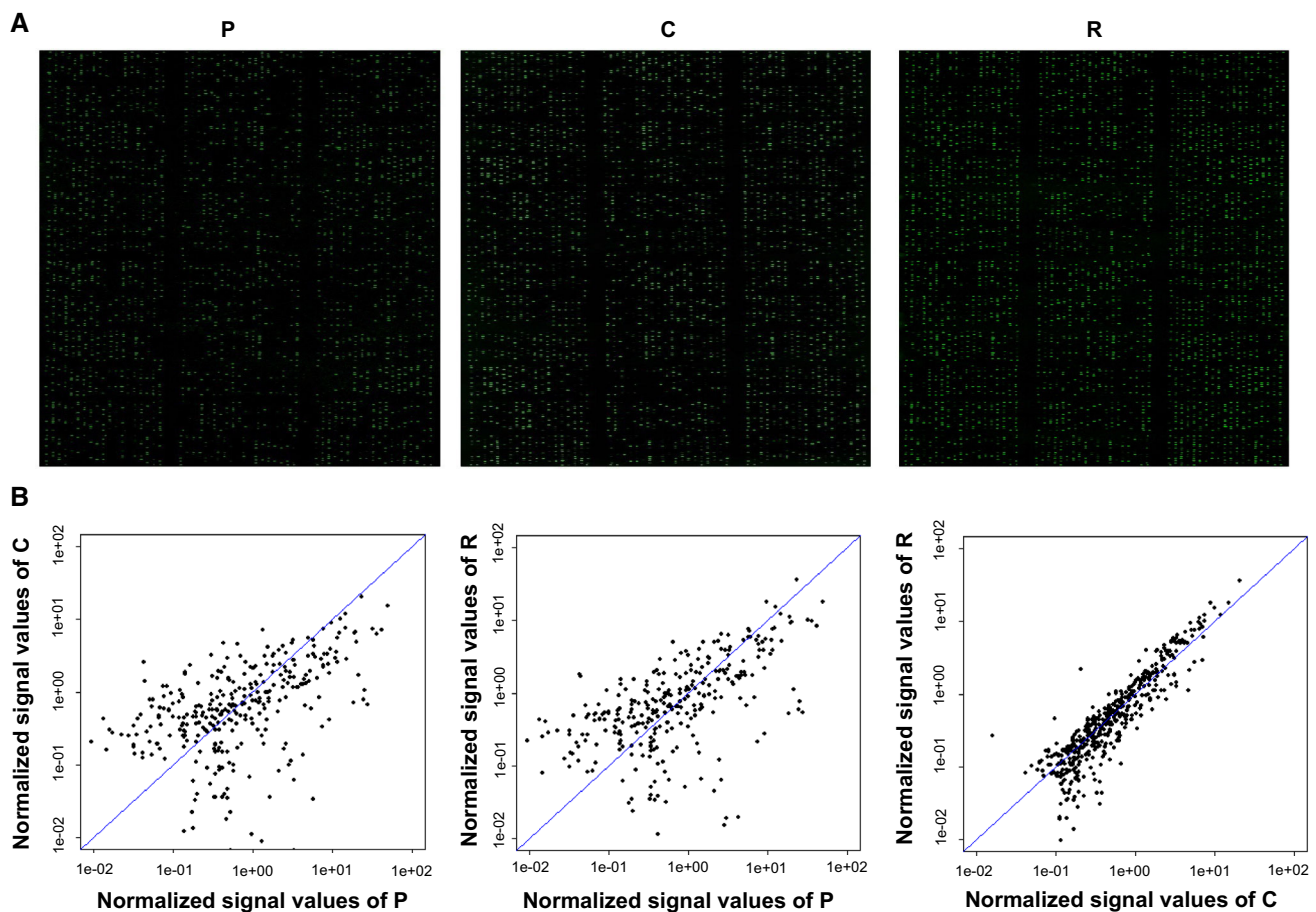 A
P
C
R
B
Normalized signal values of C
1e+02
1e+01
1e+00
1e-01
1e-02
1e-02
1e-01
1e+00
1e+01
1e+02
Normalized signal values of P
Normalized signal values of R
1e+02
1e+01
1e+00
1e-01
1e-02
1e-02
1e-01
1e+00
1e+01
1e+02
Normalized signal values of P
Normalized signal values of R
1e+02
1e+01
1e+00
1e-01
1e-02
1e-02
1e-01
1e+00
1e+01
1e+02
Normalized signal values of C